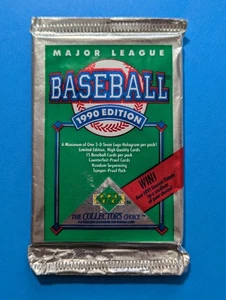 MAJOR LEAGUE
BASEBALL
1990 EDITION
A Minimum of One 3-D Team Logo Hologram per pack!
Limited Edition, High Quality Cards
15 Baseball Cards per pack
Counterfeit-Proof Cards
Random Sequencing
Tamper-Proof Pack
WIN!
THE COLLECTOR'S CHOICE